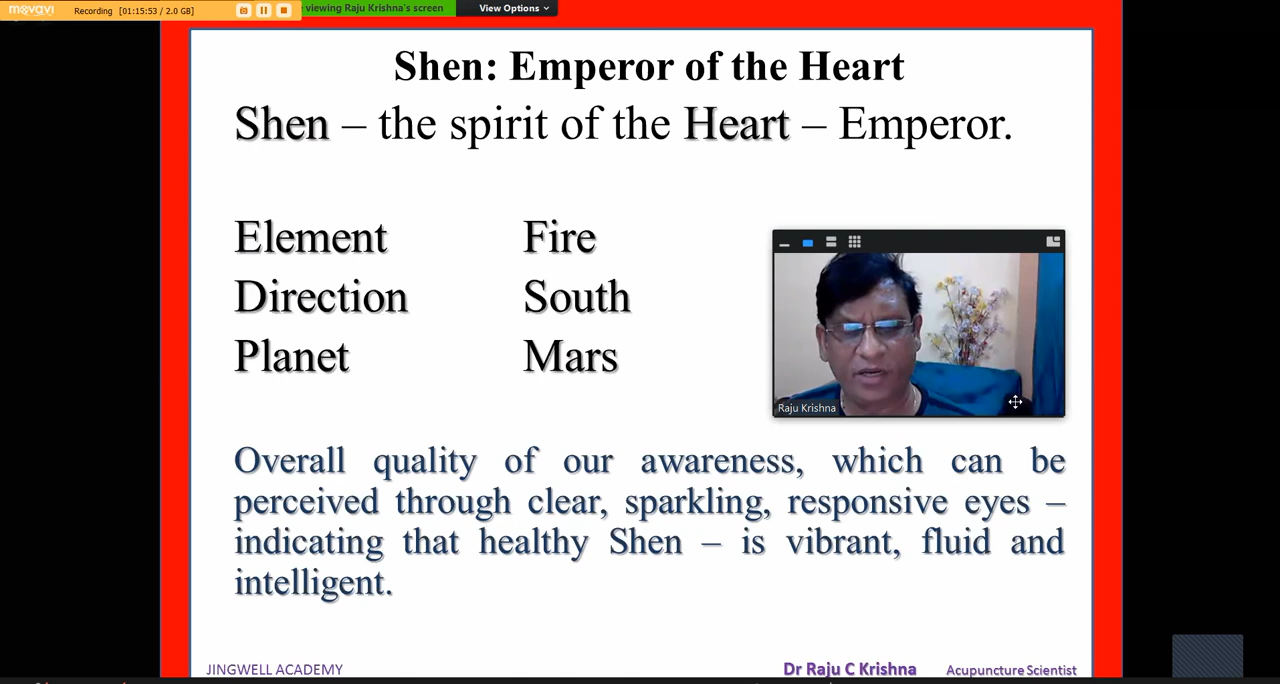 movavi
Recording [01:15:53 / 2.0 GB]
viewing Raju Krishna's screen
View Options
Shen: Emperor of the Heart
Shen – the spirit of the Heart – Emperor.
Element Fire
Direction South
Planet Mars
Raju Krishna
Overall quality of our awareness, which can be
perceived through clear, sparkling, responsive eyes –
indicating that healthy Shen – is vibrant, fluid and
intelligent.
JINGWELL ACADEMY Dr Raju C Krishna Acupuncture Scientist